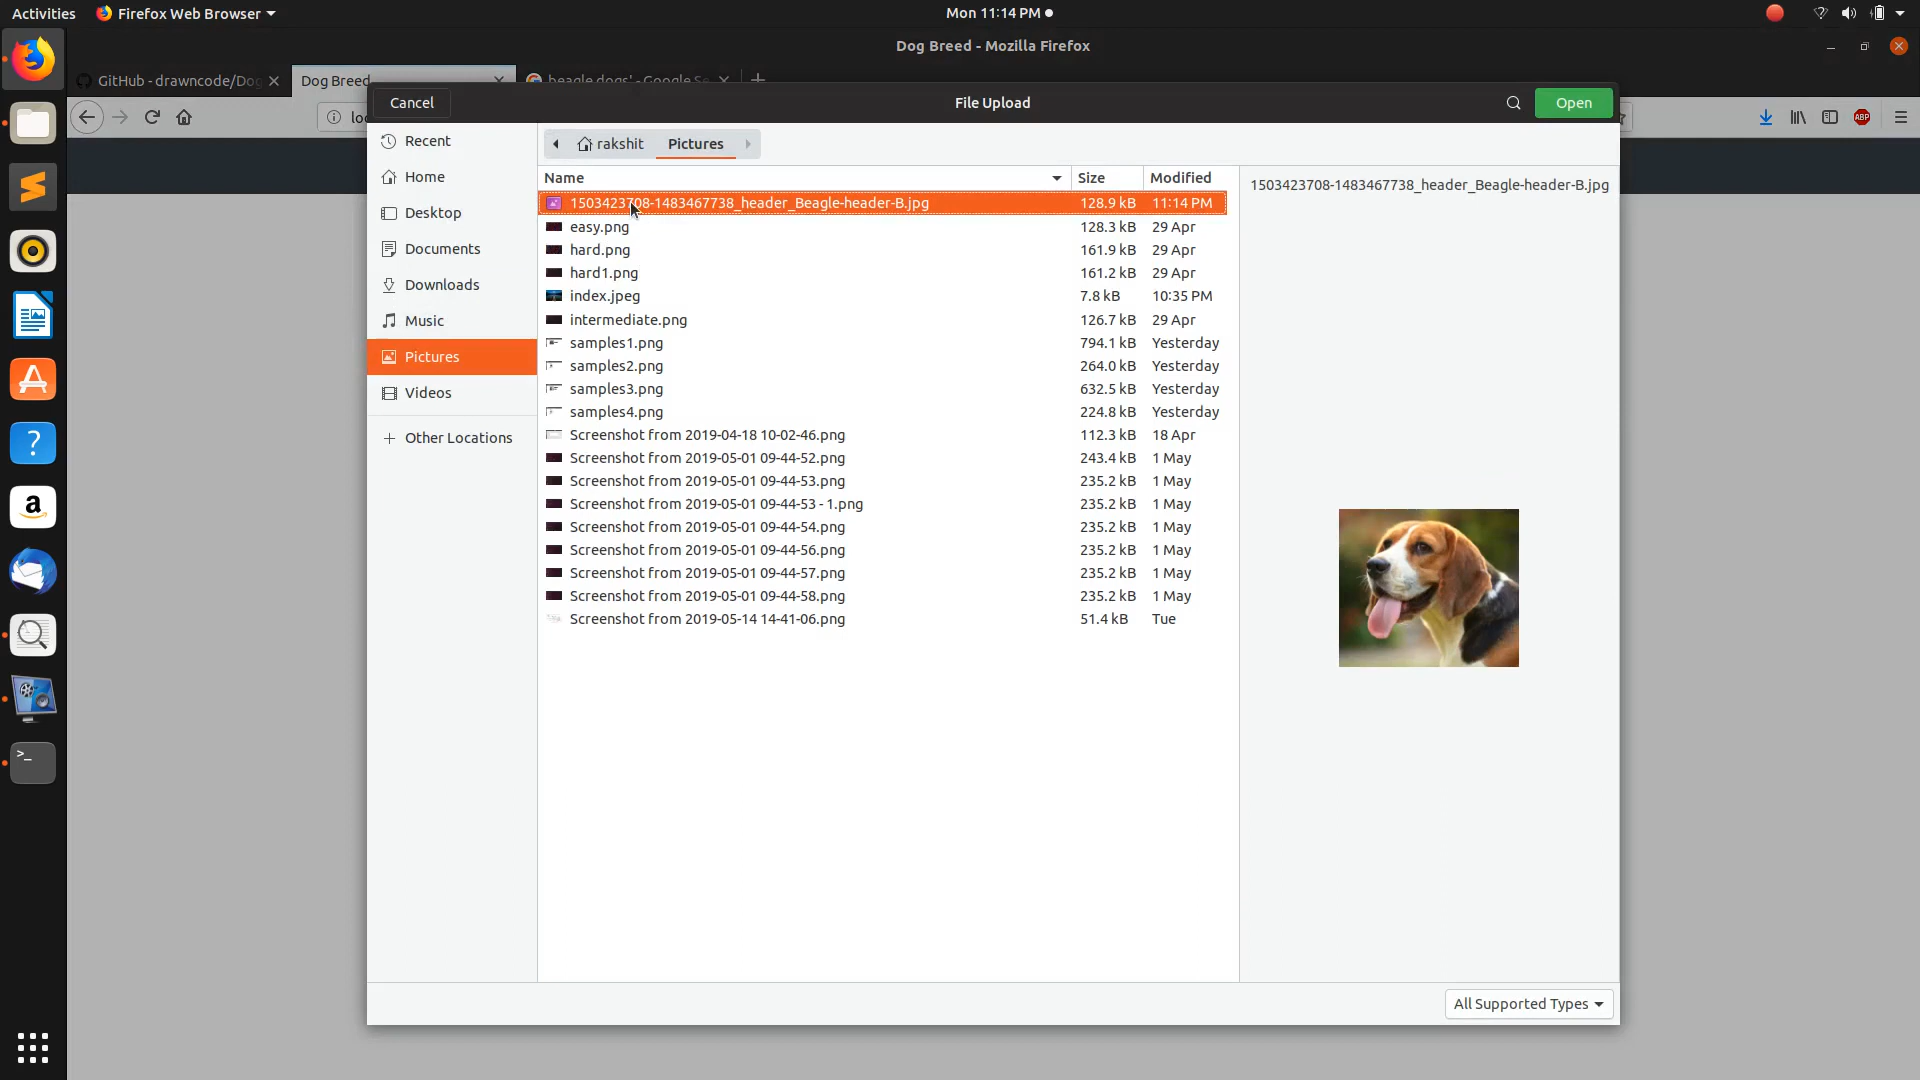 Activities Firefox Web Browser Mon 11:14 PM
Dog Breed - Mozilla Firefox
GitHub - drawncode/Dog Dog Breed beagle dogs' - Google Se
Cancel File Upload Open
ABP
Recent
Home
Desktop
Documents
Downloads
Music
Pictures
Videos
Other Locations
rakshit Pictures
Name Size Modified
1503423708-1483467738_header_Beagle-header-B.jpg 128.9 kB 11:14 PM
easy.png 128.3 kB 29 Apr
hard.png 161.9 kB 29 Apr
hard1.png 161.2 kB 29 Apr
index.jpeg 7.8 kB 10:35 PM
intermediate.png 126.7 kB 29 Apr
samples1.png 794.1 kB Yesterday
samples2.png 264.0 kB Yesterday
samples3.png 632.5 kB Yesterday
samples4.png 224.8 kB Yesterday
Screenshot from 2019-04-18 10-02-46.png 112.3 kB 18 Apr
Screenshot from 2019-05-01 09-44-52.png 243.4 kB 1 May
Screenshot from 2019-05-01 09-44-53.png 235.2 kB 1 May
Screenshot from 2019-05-01 09-44-53 - 1.png 235.2 kB 1 May
Screenshot from 2019-05-01 09-44-54.png 235.2 kB 1 May
Screenshot from 2019-05-01 09-44-56.png 235.2 kB 1 May
Screenshot from 2019-05-01 09-44-57.png 235.2 kB 1 May
Screenshot from 2019-05-01 09-44-58.png 235.2 kB 1 May
Screenshot from 2019-05-14 14-41-06.png 51.4 kB Tue
1503423708-1483467738_header_Beagle-header-B.jpg
All Supported Types